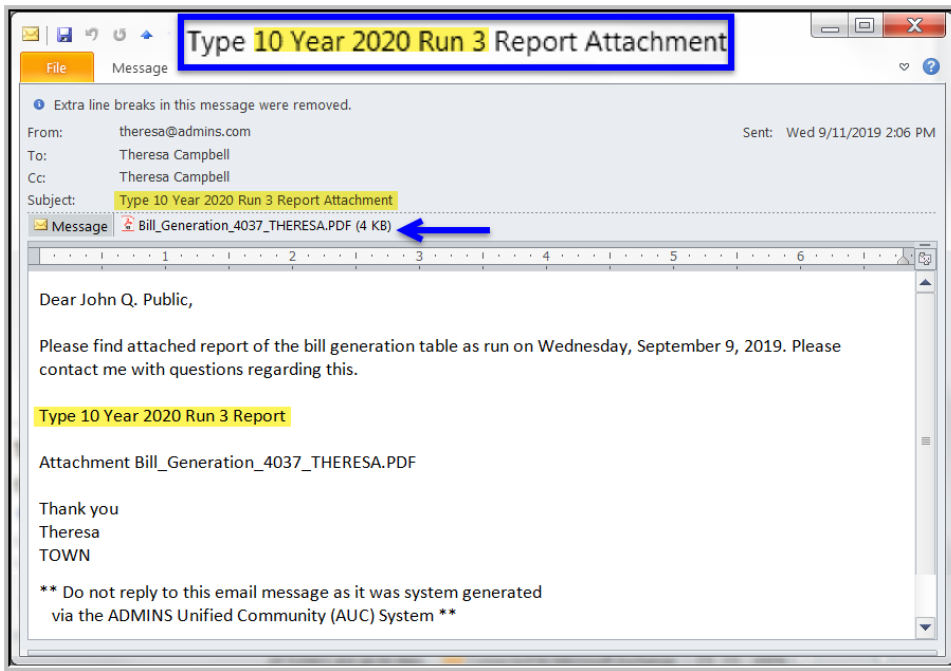 Type 10 Year 2020 Run 3 Report Attachment
File Message
Extra line breaks in this message were removed.
From: theresa@admins.com Sent: Wed 9/11/2019 2:06 PM
To: Theresa Campbell
Cc: Theresa Campbell
Subject: Type 10 Year 2020 Run 3 Report Attachment
Message Bill_Generation_4037_THERESA.PDF (4 KB)
1 2 3 4 5 6
Dear John Q. Public,
Please find attached report of the bill generation table as run on Wednesday, September 9, 2019. Please
contact me with questions regarding this.
Type 10 Year 2020 Run 3 Report
Attachment Bill_Generation_4037_THERESA.PDF
Thank you
Theresa
TOWN
** Do not reply to this email message as it was system generated
via the ADMINS Unified Community (AUC) System **